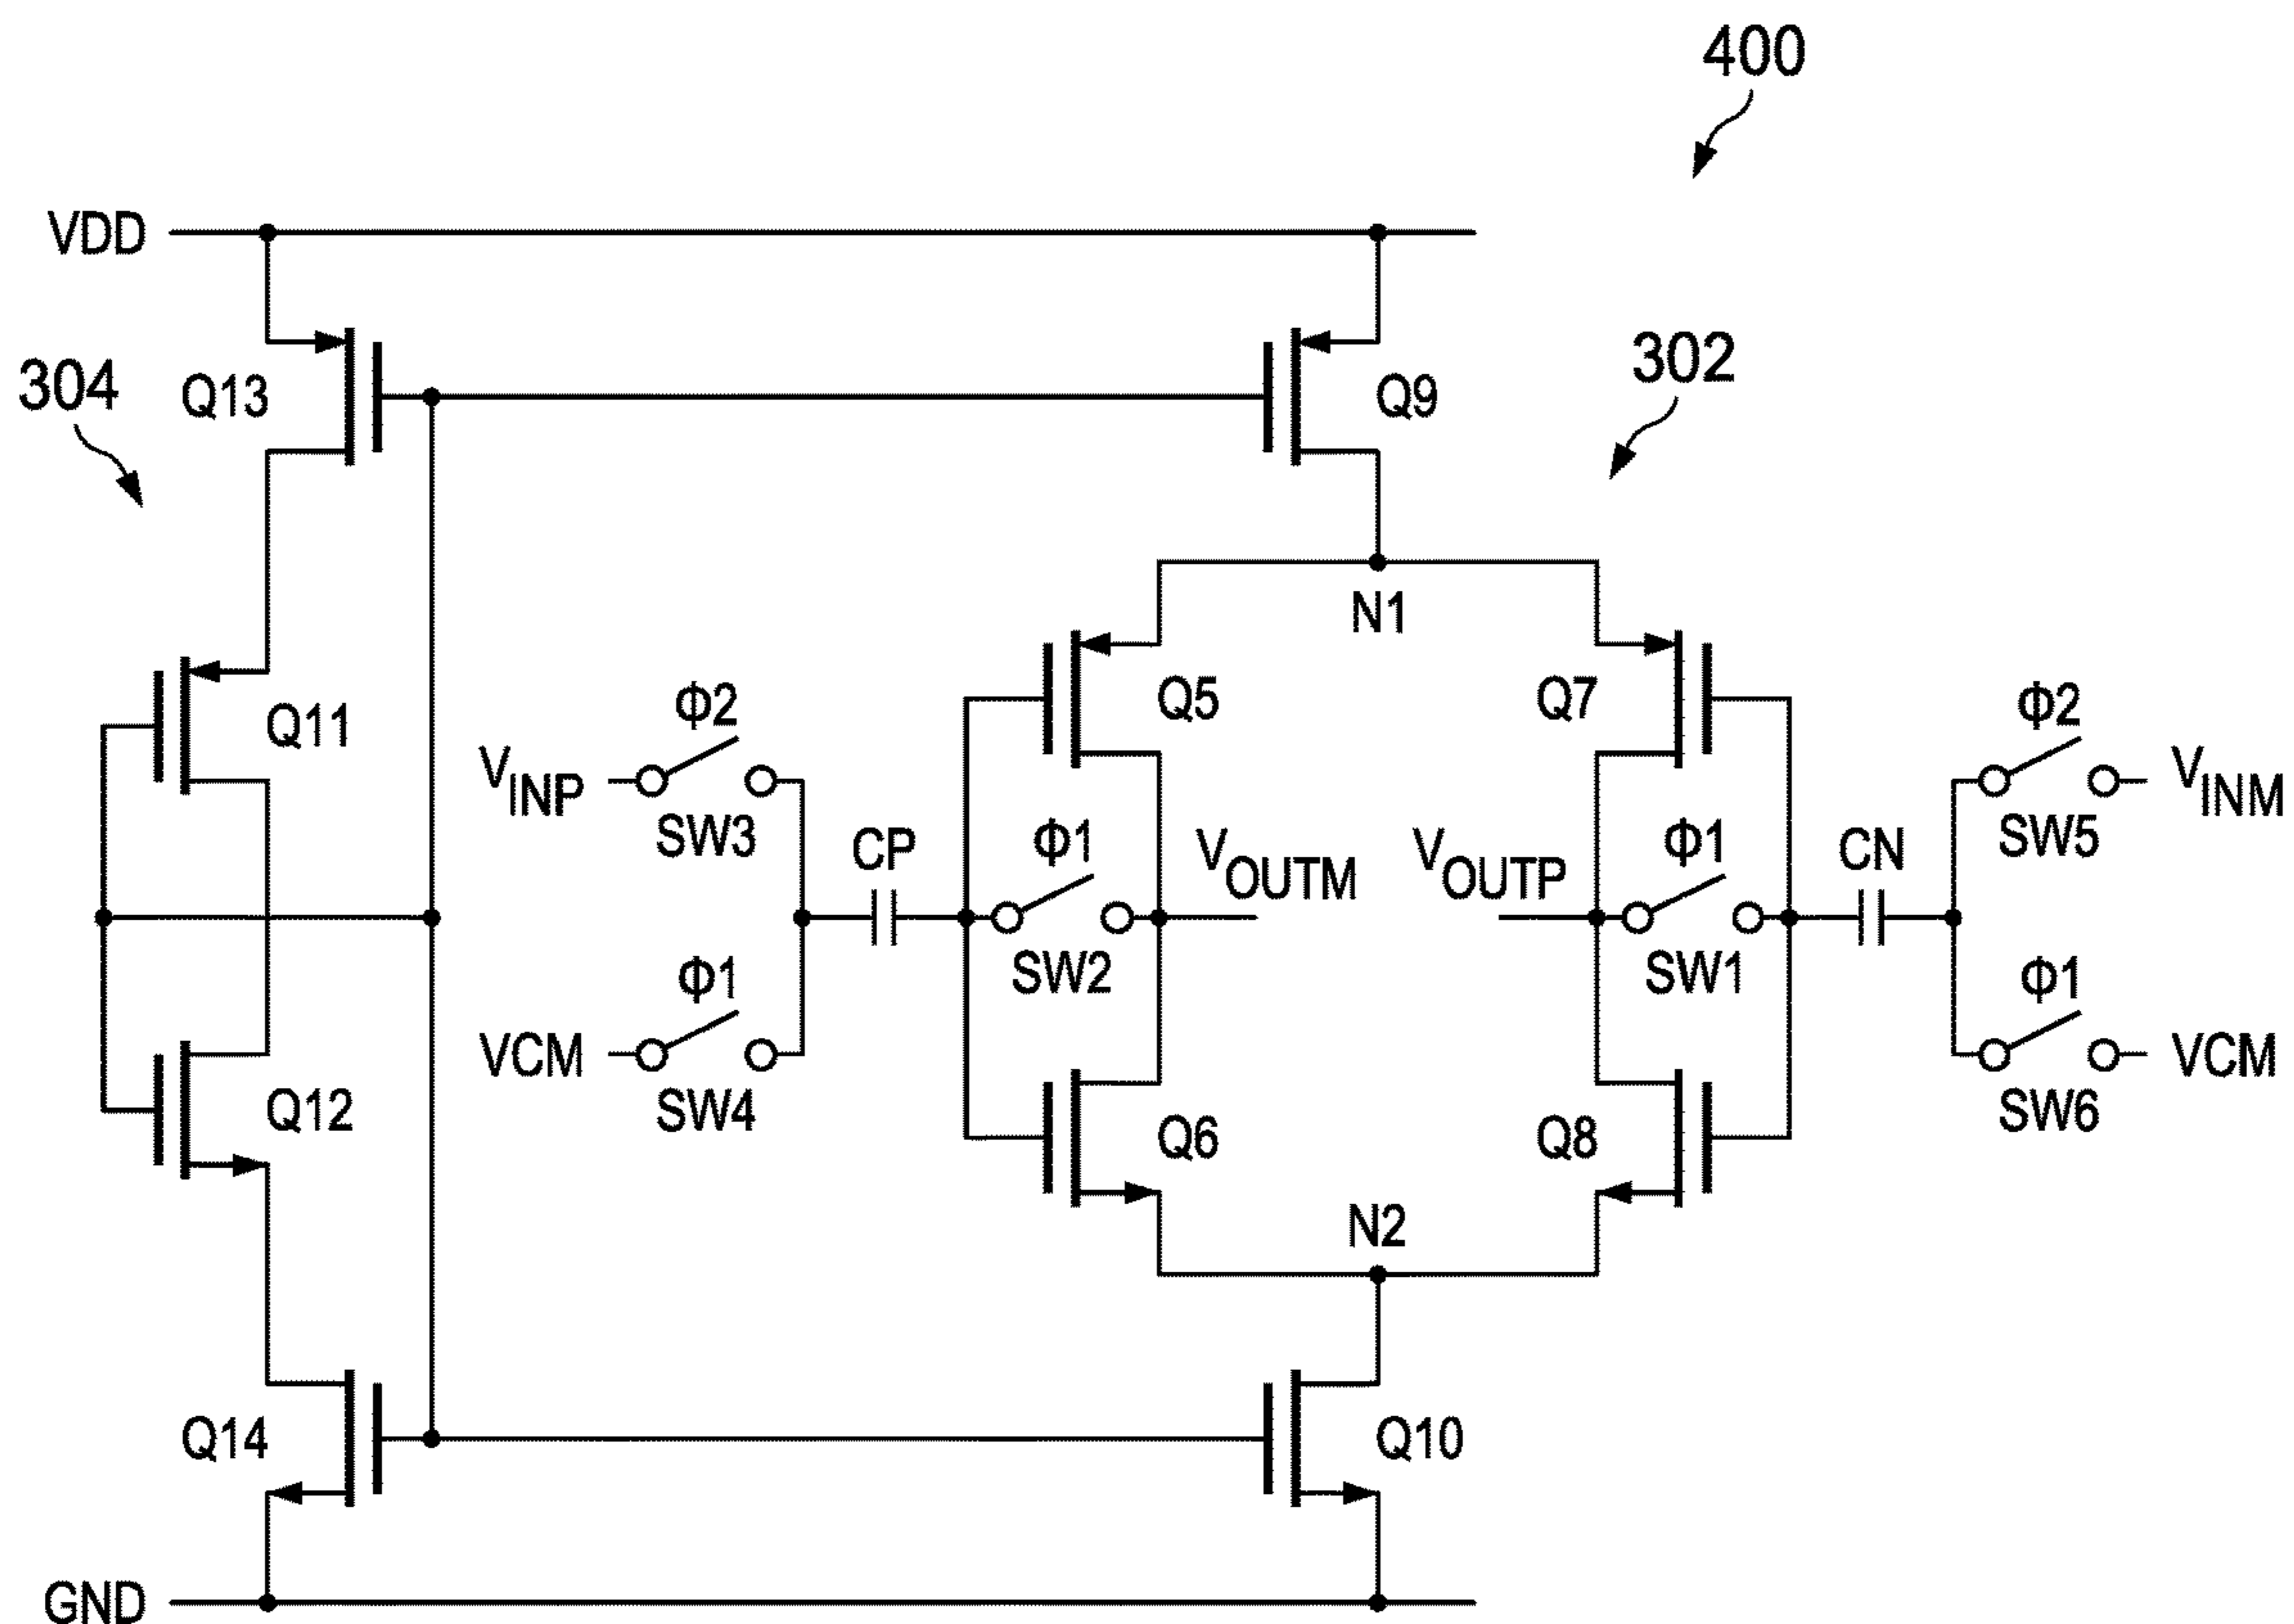 400
VDD
304
Q13
Q9
302
N1
Q11
Φ2
Q5
Q7
Φ2
VINP
SW3
CP
Φ1
VOUTM
VOUTP
Φ1
CN
SW5
VINM
Φ1
SW2
SW1
Φ1
VCM
SW4
Q12
Q6
Q8
SW6
VCM
N2
Q14
Q10
GND